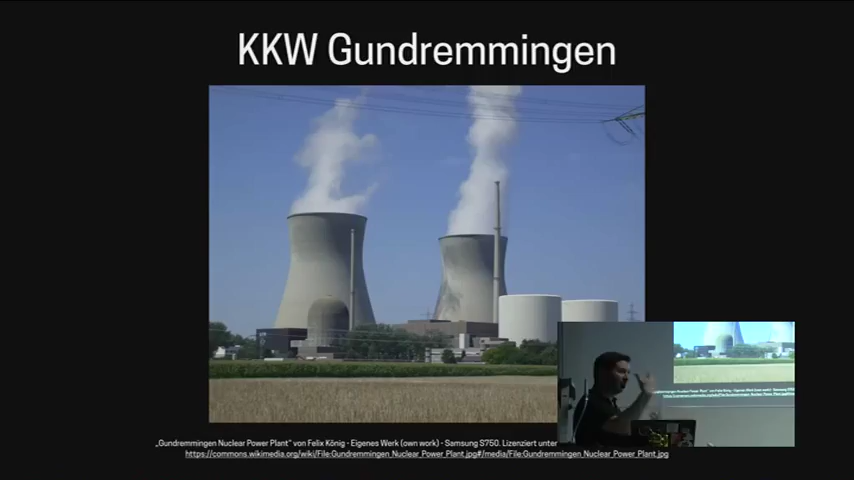 KKW Gundremmingen
„Gundremmingen Nuclear Power Plant" von Felix König - Eigenes Werk (own work) - Samsung S750. Lizenziert unter
https://commons.wikimedia.org/wiki/File:Gundremmingen_Nuclear_Power_Plant.jpg#/media/File:Gundremmingen_Nuclear_Power_Plant.jpg